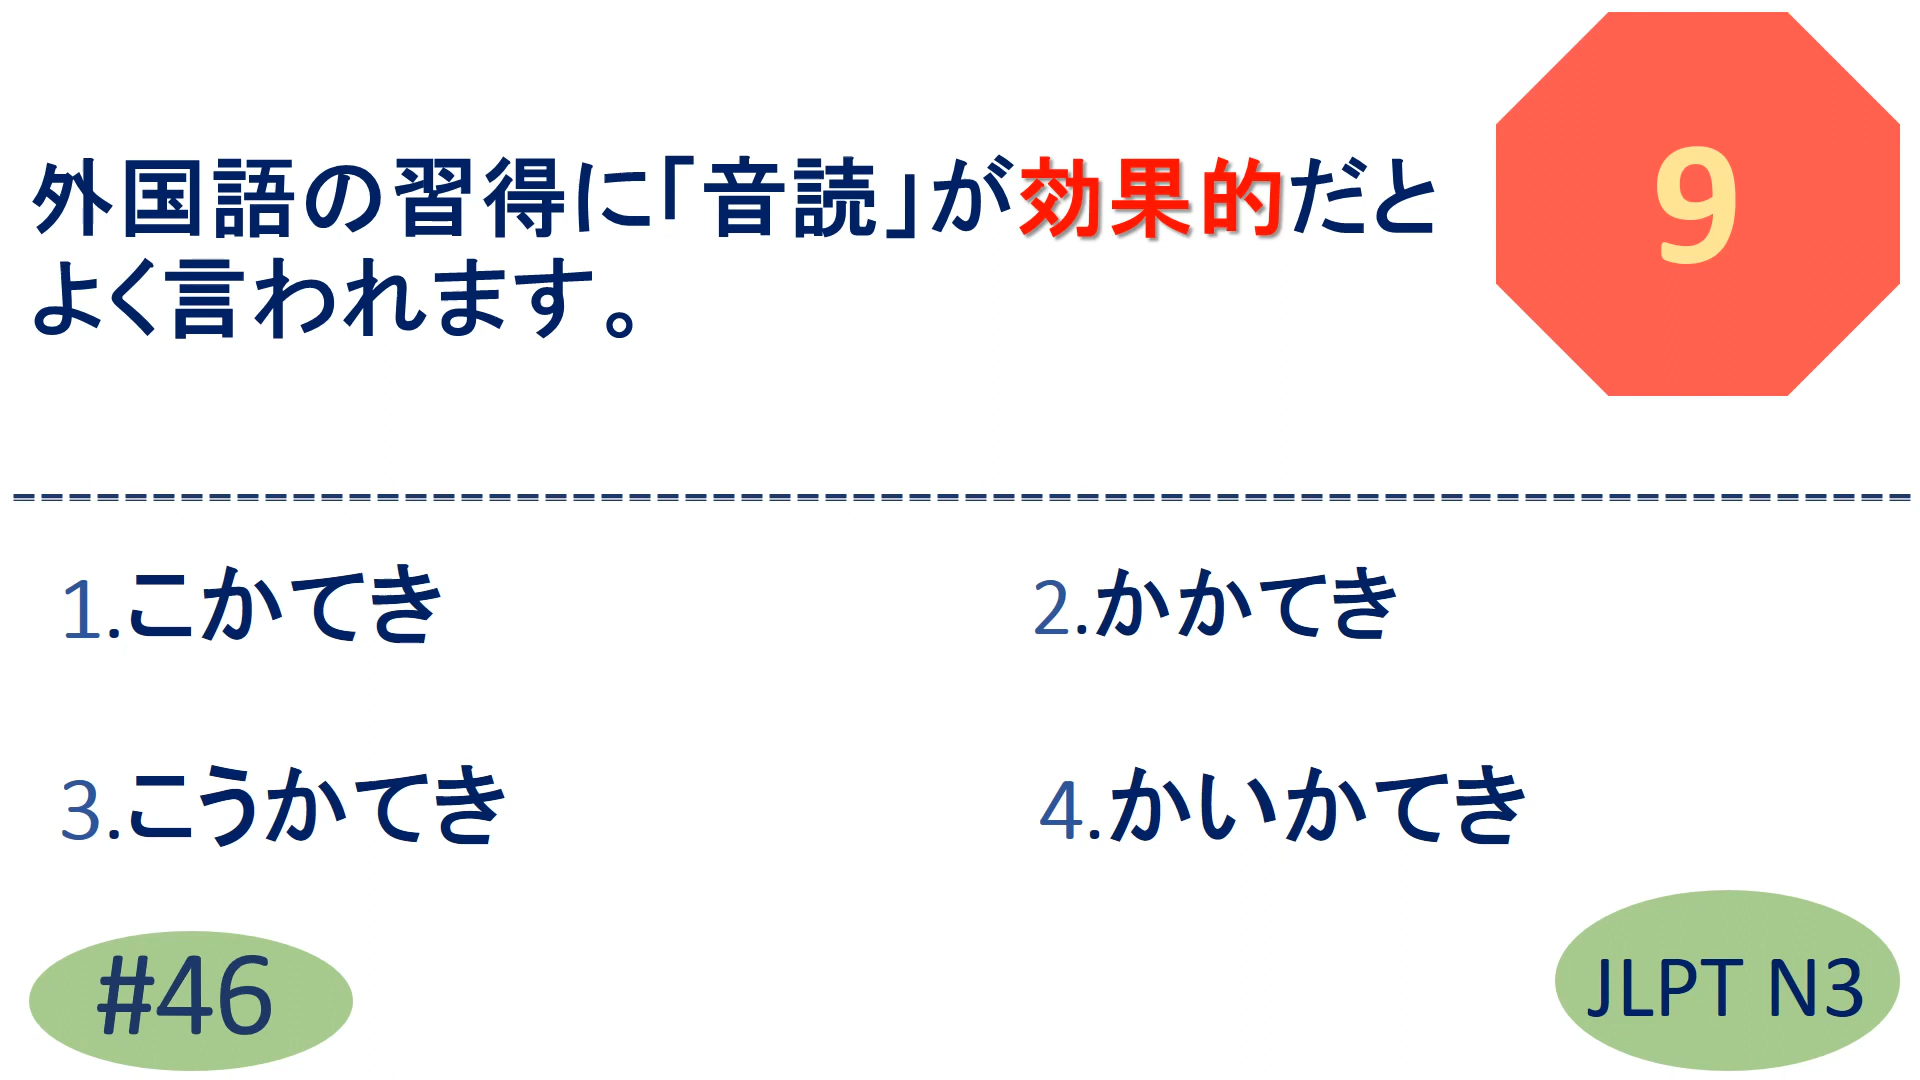 外国語の習得に「音読」が効果的だと
よく言われます。
9
1.こかてき
2.かかてき
3.こうかてき
4.かいかてき
#46
JLPT N3